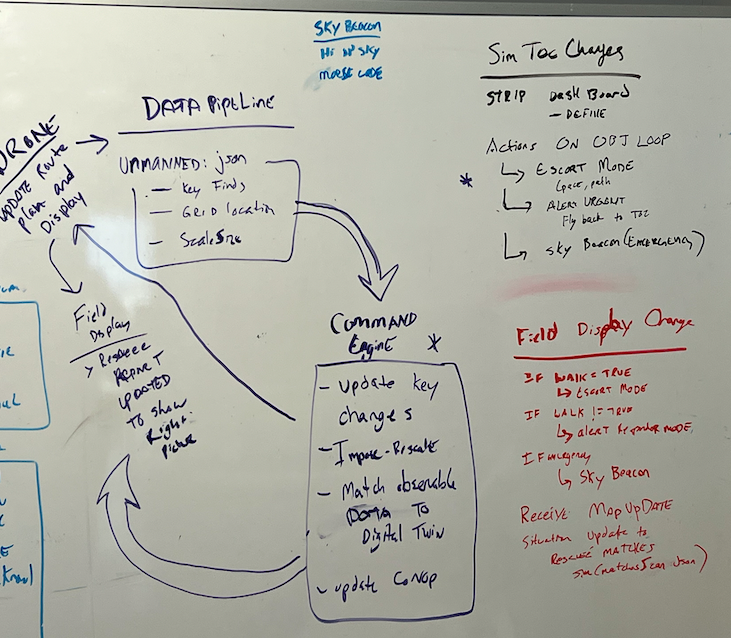 SKY BEACON
Hi N SKY
MORSE CODE
DRONE
UPDATE Route
plan and
Display
DATA PIPELINE
UNMANNED: json
— Key Finds
— GRID location
— Scale
Field
DISPLAY
> 
REPORT
UPDATED
TO SHOW
Right
Picture
COMMAND
Engine *
- update key
changes
- Impose-Rescale
- Match observable
DATA TO
Digital Twin
- update CONOP
Sim Toc Changes
STRIP Dash Board
- DEFINE
Actions ON OBJ LOOP
* ↳ ESCORT MODE
(pace, path
↳ ALERT URGENT
Fly back to TOC
↳ SKY Beacon (EMERGENCY)
Field Display Change
IF WALK = TRUE
↳ Escort MODE
IF WALK != TRUE
↳ alert Responder MODE
IF Emergency
↳ SKY Beacon
Receive Map UPDATE
Situation update to
Rescue MATCHES
Sim (matches Scan Json)